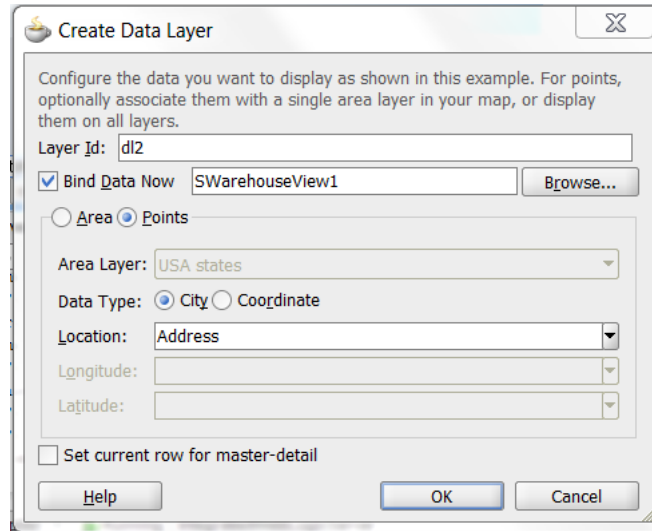 Create Data Layer
Configure the data you want to display as shown in this example. For points,
optionally associate them with a single area layer in your map, or display
them on all layers.
Layer Id: dl2
Bind Data Now SWarehouseView1 Browse...
Area Points
Area Layer: USA states
Data Type: City Coordinate
Location: Address
Longitude:
Latitude:
Set current row for master-detail
Help OK Cancel